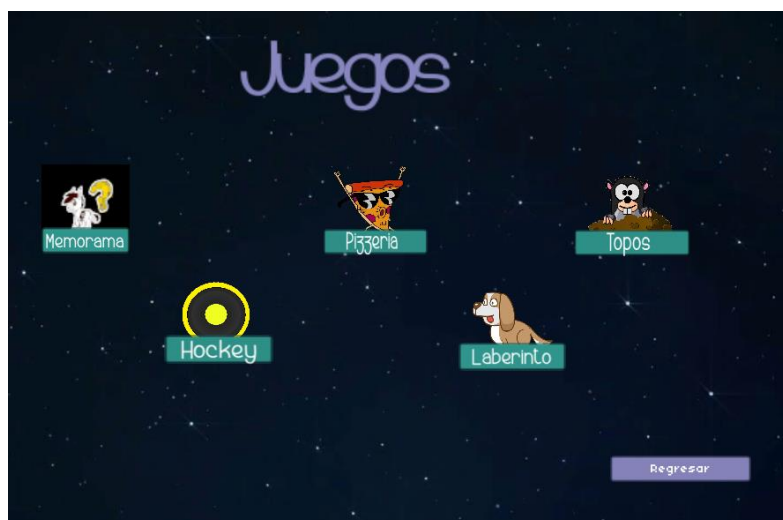 Juegos
Memorama
Pizzeria
Topos
Hockey
Laberinto
Regresar